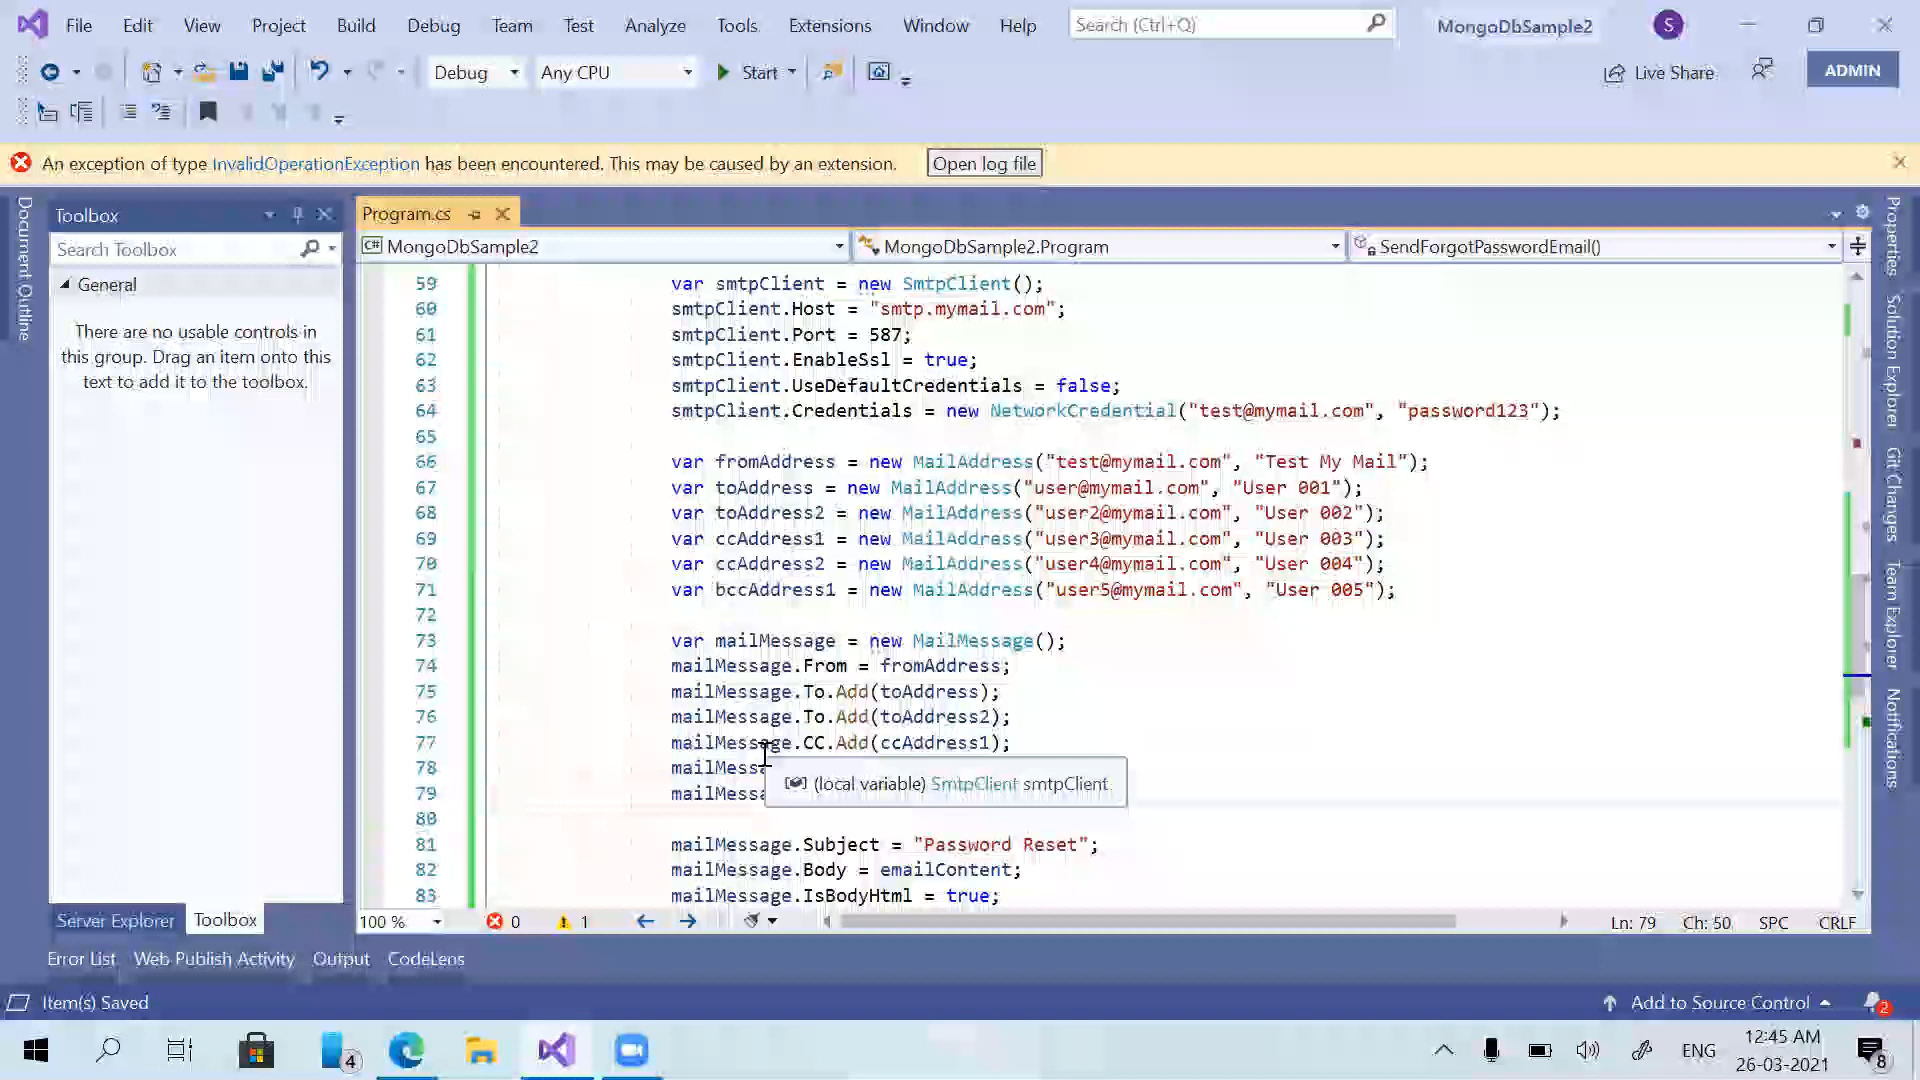 File Edit View Project Build Debug Team Test Analyze Tools Extensions Window Help Search (Ctrl+Q) MongoDbSample2 S
Debug Any CPU Start Live Share ADMIN
An exception of type InvalidOperationException has been encountered. This may be caused by an extension. Open log file
Document Outline
Toolbox
Search Toolbox
General
There are no usable controls in
this group. Drag an item onto this
text to add it to the toolbox.
Server Explorer Toolbox
Program.cs
C# MongoDbSample2 MongoDbSample2.Program SendForgotPasswordEmail()
59 var smtpClient = new SmtpClient();
60 smtpClient.Host = "smtp.mymail.com";
61 smtpClient.Port = 587;
62 smtpClient.EnableSsl = true;
63 smtpClient.UseDefaultCredentials = false;
64 smtpClient.Credentials = new NetworkCredential("test@mymail.com", "password123");
65
66 var fromAddress = new MailAddress("test@mymail.com", "Test My Mail");
67 var toAddress = new MailAddress("user@mymail.com", "User 001");
68 var toAddress2 = new MailAddress("user2@mymail.com", "User 002");
69 var ccAddress1 = new MailAddress("user3@mymail.com", "User 003");
70 var ccAddress2 = new MailAddress("user4@mymail.com", "User 004");
71 var bccAddress1 = new MailAddress("user5@mymail.com", "User 005");
72
73 var mailMessage = new MailMessage();
74 mailMessage.From = fromAddress;
75 mailMessage.To.Add(toAddress);
76 mailMessage.To.Add(toAddress2);
77 mailMessage.CC.Add(ccAddress1);
78 mailMessa
(local variable) SmtpClient smtpClient
79 mailMessa
80
81 mailMessage.Subject = "Password Reset";
82 mailMessage.Body = emailContent;
83 mailMessage.IsBodyHtml = true;
100 % 0 1 Ln: 79 Ch: 50 SPC CRLF
Properties
Solution Explorer
Git Changes
Team Explorer
Notifications
Error List Web Publish Activity Output CodeLens
Item(s) Saved Add to Source Control 2
4 ENG 12:45 AM
26-03-2021 8